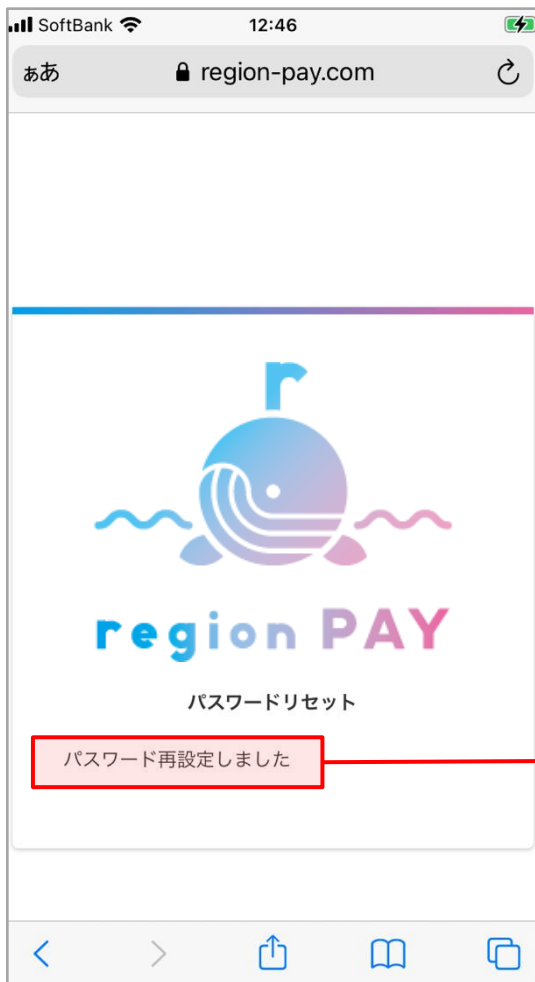 SoftBank 12:46
ぁあ region-pay.com
r
region PAY
パスワードリセット
パスワード再設定しました